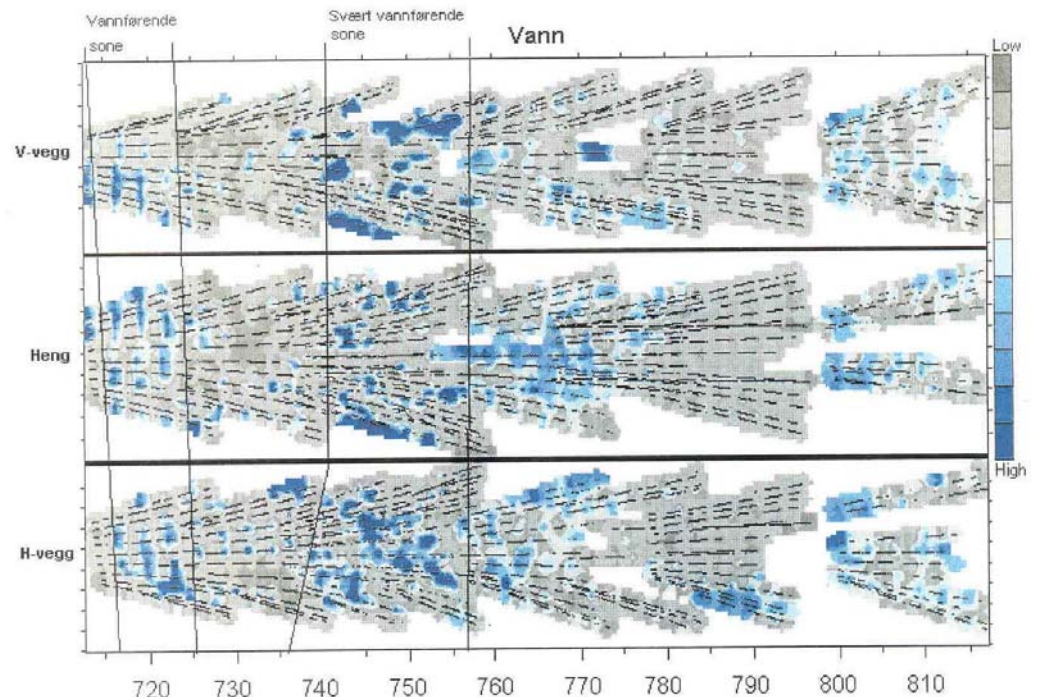 Vannførende
sone
Svært vannførende
sone
Vann
Low
V-vegg
Heng
H-vegg
High
720 730 740 750 760 770 780 790 800 810